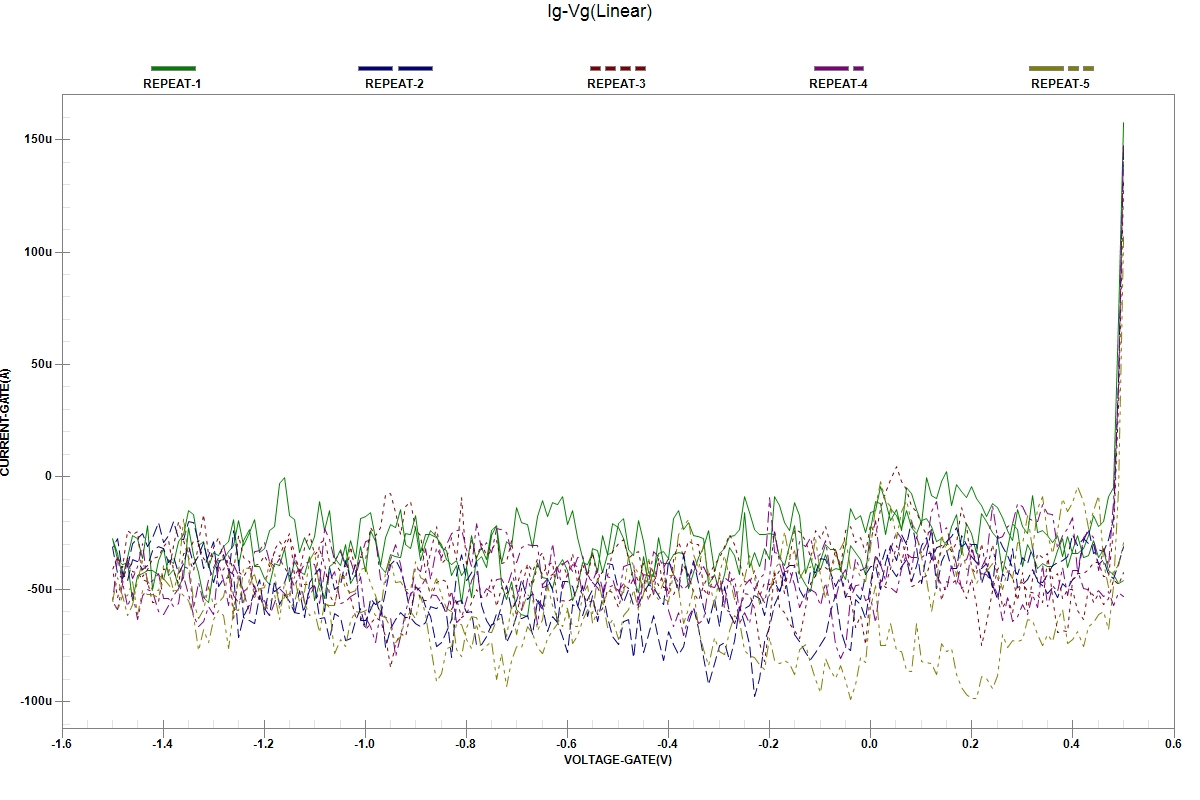 Ig-Vg(Linear)
REPEAT-1 REPEAT-2 REPEAT-3 REPEAT-4 REPEAT-5
150u
100u
50u
0
-50u
-100u
CURRENT-GATE(A)
-1.6 -1.4 -1.2 -1.0 -0.8 -0.6 -0.4 -0.2 0.0 0.2 0.4 0.6
VOLTAGE-GATE(V)